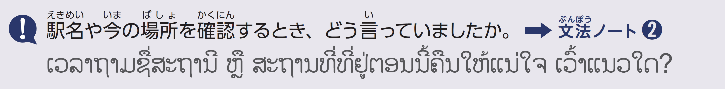 駅名や今の場所を確認するとき、どう言っていましたか。➡文法ノート❷
ເວລາຖາມຊື່ສະຖານີ ຫຼື ສະຖານທີ່ທີ່ຢູ່ຕອນນີ້ຄືນໃຫ້ແນ່ໃຈ ເວົ້າແນວໃດ?